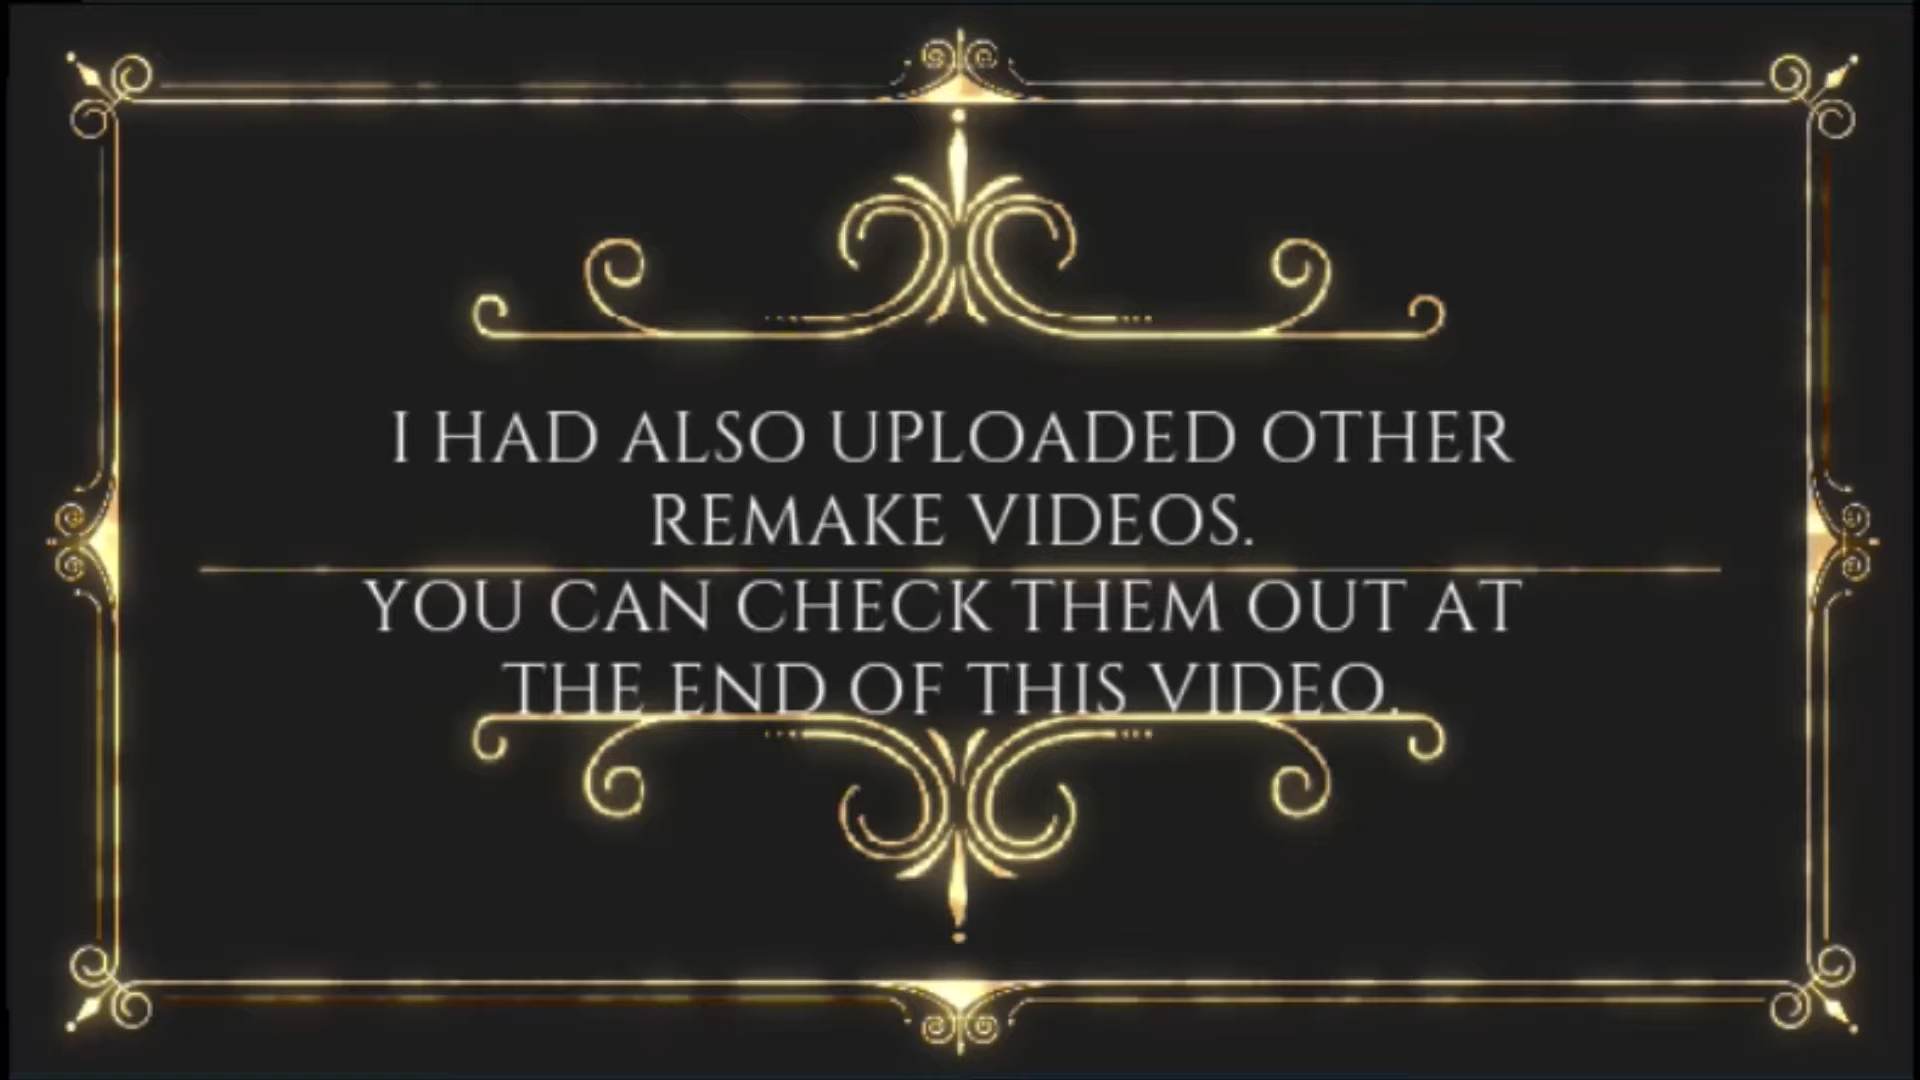 I HAD ALSO UPLOADED OTHER
REMAKE VIDEOS.
YOU CAN CHECK THEM OUT AT
THE END OF THIS VIDEO.